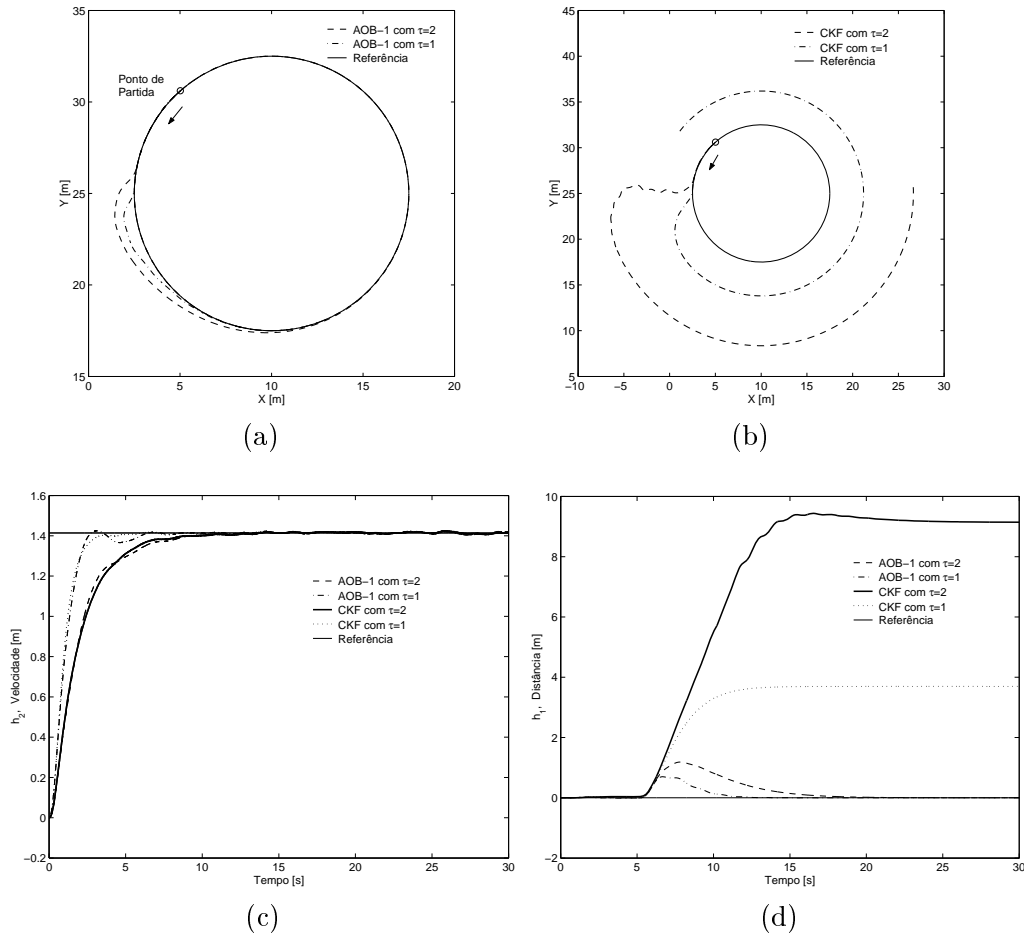 35
30
25
20
15
0
5
10
15
20
Y [m]
X [m]
AOB−1 com τ=2
AOB−1 com τ=1
Referência
Ponto de
Partida
(a)
45
40
35
30
25
20
15
10
5
−10
−5
0
5
10
15
20
25
30
Y [m]
X [m]
CKF com τ=2
CKF com τ=1
Referência
(b)
1.6
1.4
1.2
1
0.8
0.6
0.4
0.2
0
−0.2
0
5
10
15
20
25
30
h2, Velocidade [m]
Tempo [s]
AOB−1 com τ=2
AOB−1 com τ=1
CKF com τ=2
CKF com τ=1
Referência
(c)
10
8
6
4
2
0
−2
0
5
10
15
20
25
30
h1, Distância [m]
Tempo [s]
AOB−1 com τ=2
AOB−1 com τ=1
CKF com τ=2
CKF com τ=1
Referência
(d)